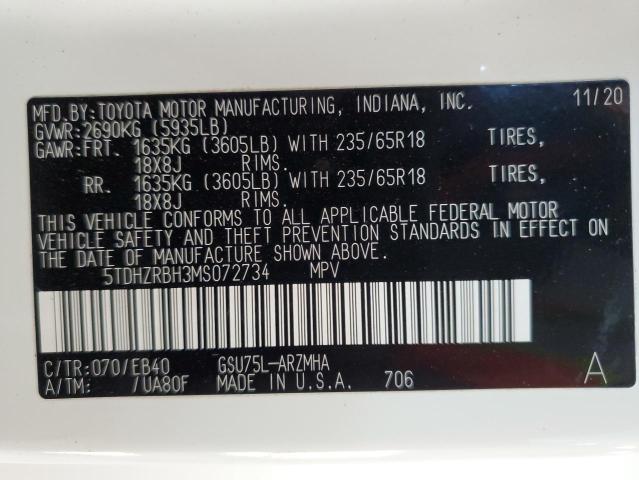 MFD.BY:TOYOTA MOTOR MANUFACTURING, INDIANA, INC. 11/20
GVWR:2690KG (5935LB)
GAWR:FRT. 1635KG (3605LB) WITH 235/65R18 TIRES,
18X8J RIMS.
RR. 1635KG (3605LB) WITH 235/65R18 TIRES,
18X8J RIMS.
THIS VEHICLE CONFORMS TO ALL APPLICABLE FEDERAL MOTOR
VEHICLE SAFETY AND THEFT PREVENTION STANDARDS IN EFFECT ON
THE DATE OF MANUFACTURE SHOWN ABOVE.
5TDHZRBH3MS072734 MPV
C/TR:070/EB40 GSU75L-ARZMHA
A/TM: /UA80F MADE IN U.S.A. 706 A